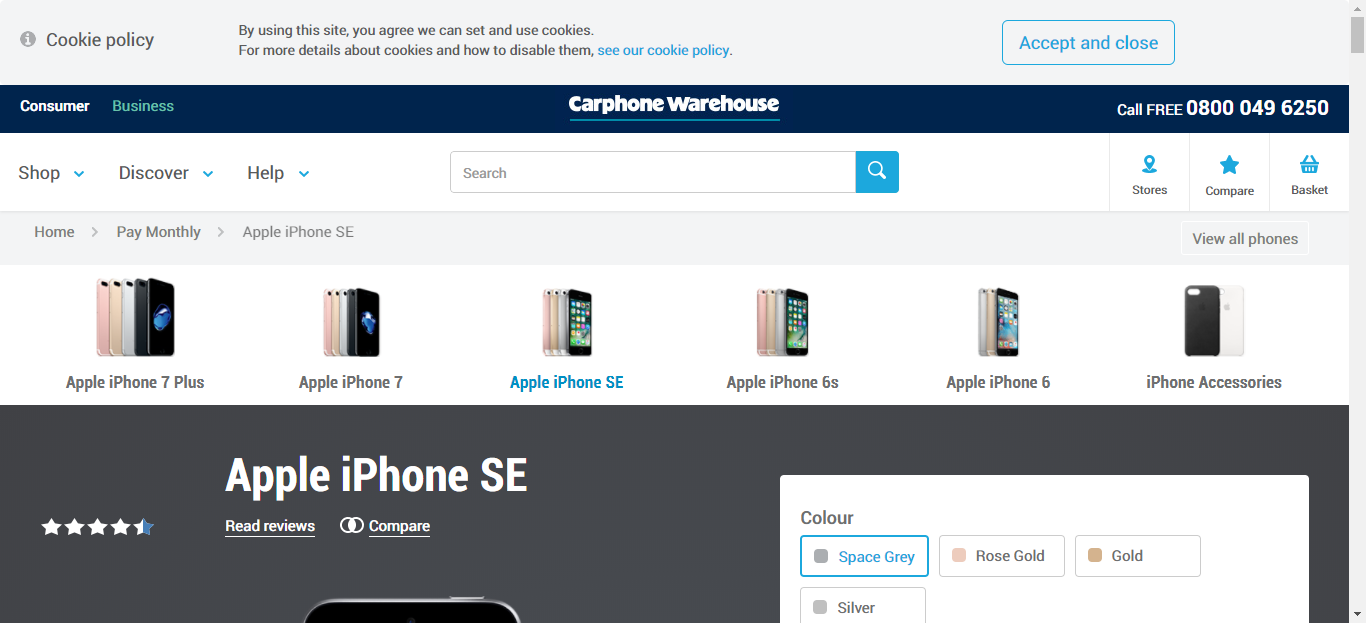 Cookie policy
By using this site, you agree we can set and use cookies.
For more details about cookies and how to disable them, see our cookie policy.
Accept and close
Consumer
Business
Carphone Warehouse
Call FREE 0800 049 6250
Shop
Discover
Help
Search
Stores
Compare
Basket
Home
Pay Monthly
Apple iPhone SE
View all phones
Apple iPhone 7 Plus
Apple iPhone 7
Apple iPhone SE
Apple iPhone 6s
Apple iPhone 6
iPhone Accessories
Apple iPhone SE
Read reviews
Compare
Colour
Space Grey
Rose Gold
Gold
Silver